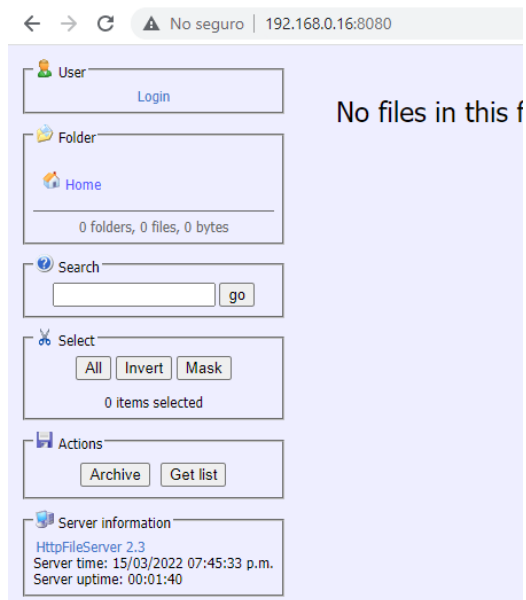 No seguro | 192.168.0.16:8080
User
Login
No files in this f
Folder
Home
0 folders, 0 files, 0 bytes
Search
go
Select
All Invert Mask
0 items selected
Actions
Archive Get list
Server information
HttpFileServer 2.3
Server time: 15/03/2022 07:45:33 p.m.
Server uptime: 00:01:40